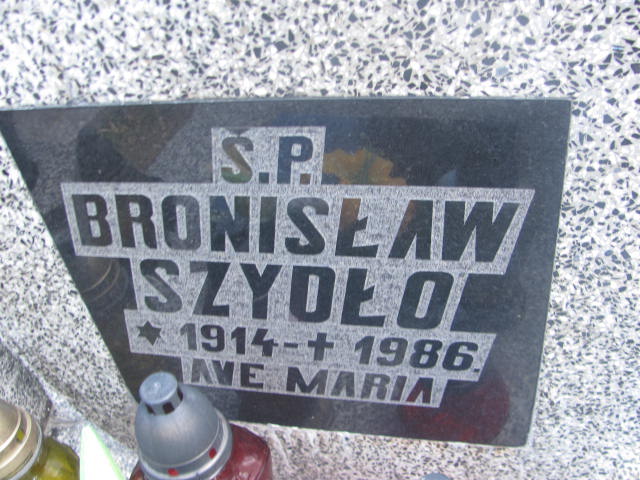 Ś.P.
BRONISŁAW
SZYDŁO
* 1914-✝ 1986.
AVE MARIA